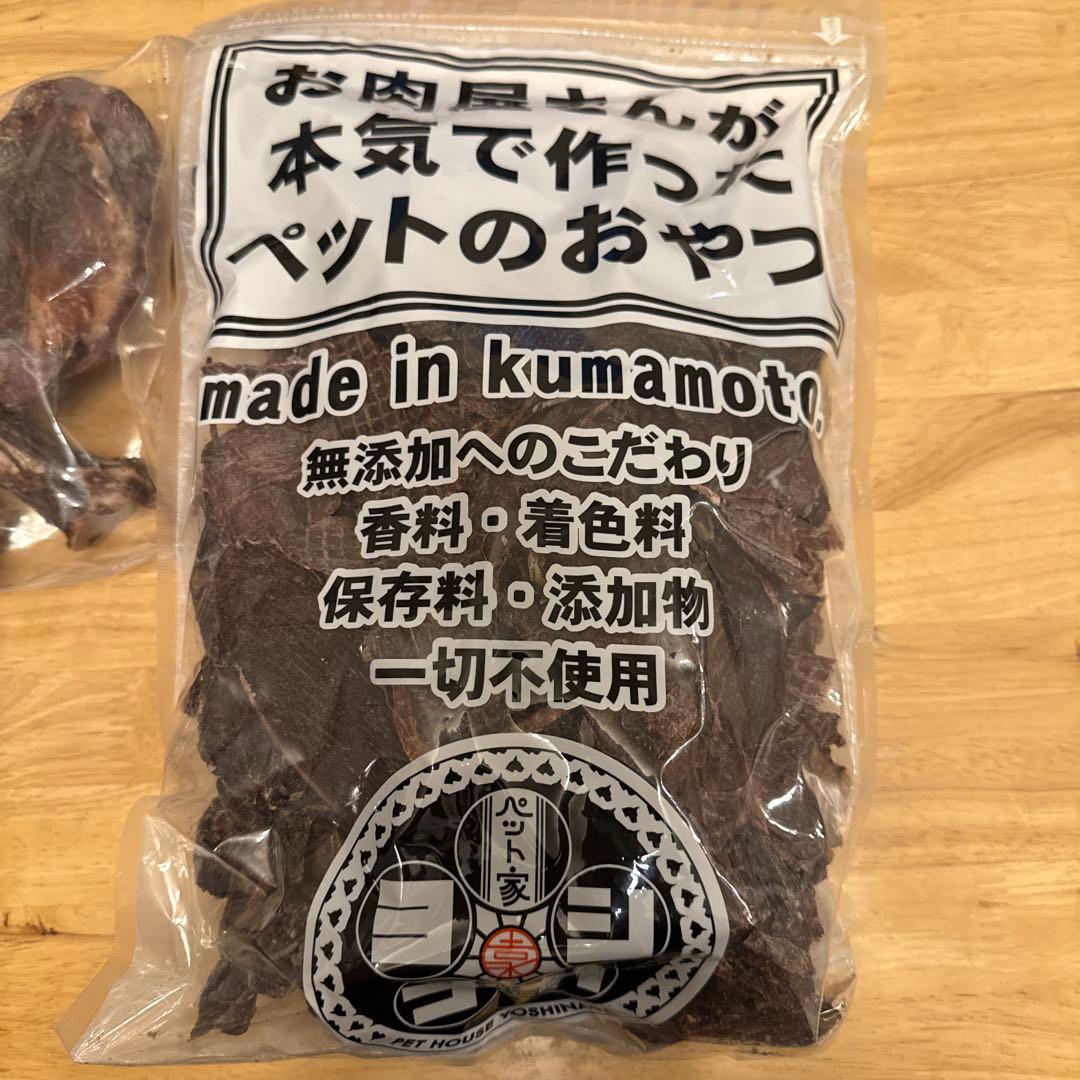 お肉屋さんが
本気で作った
ペットのおやつ
made in kumamoto.
無添加へのこだわり
香料・着色料
保存料・添加物
一切不使用
ペット・家
ヨシ
PET HOUSE